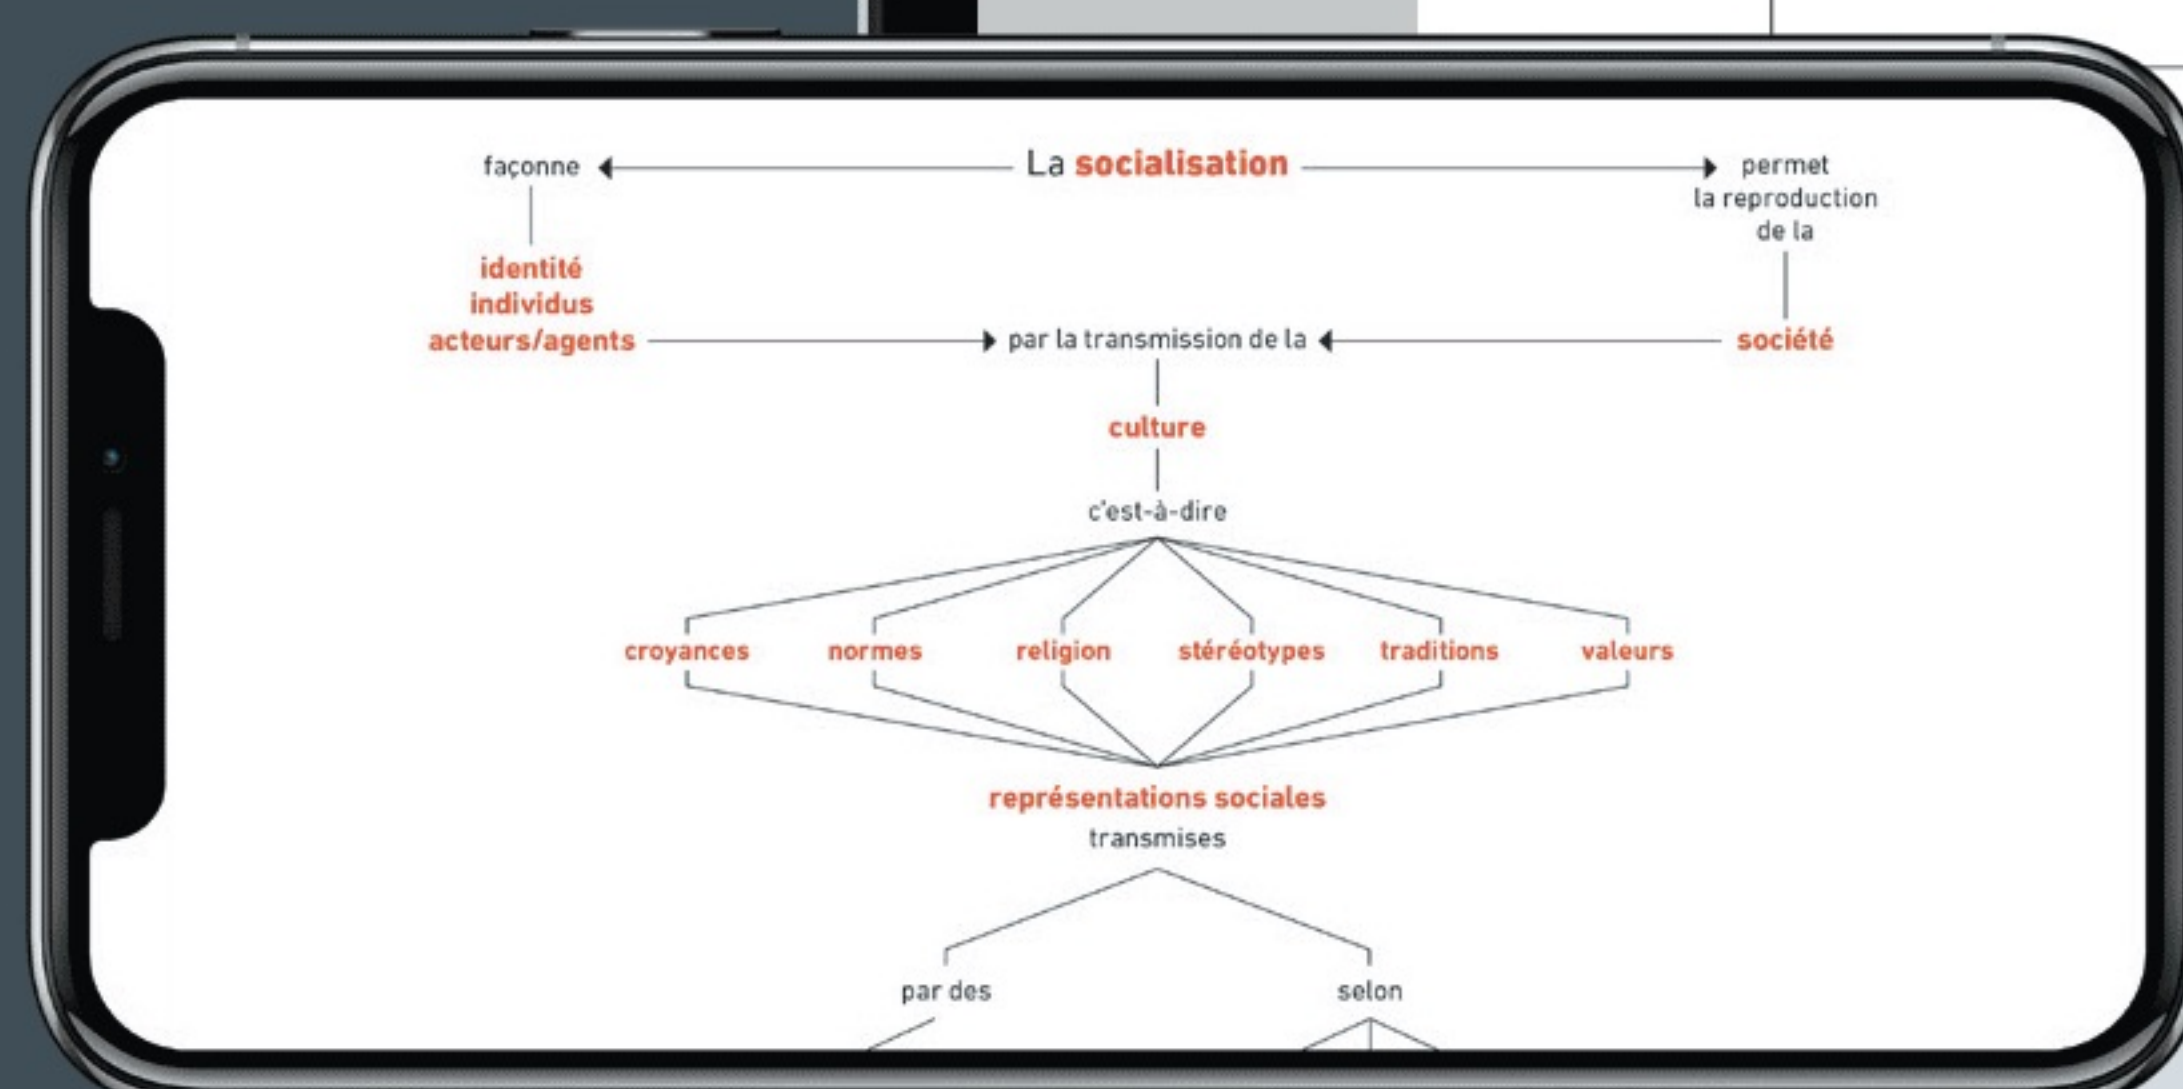 façonne
La socialisation
permet
la reproduction
de la
identité
individus
acteurs/agents
par la transmission de la
société
culture
c'est-à-dire
croyances
normes
religion
stéréotypes
traditions
valeurs
représentations sociales
transmises
par des
selon